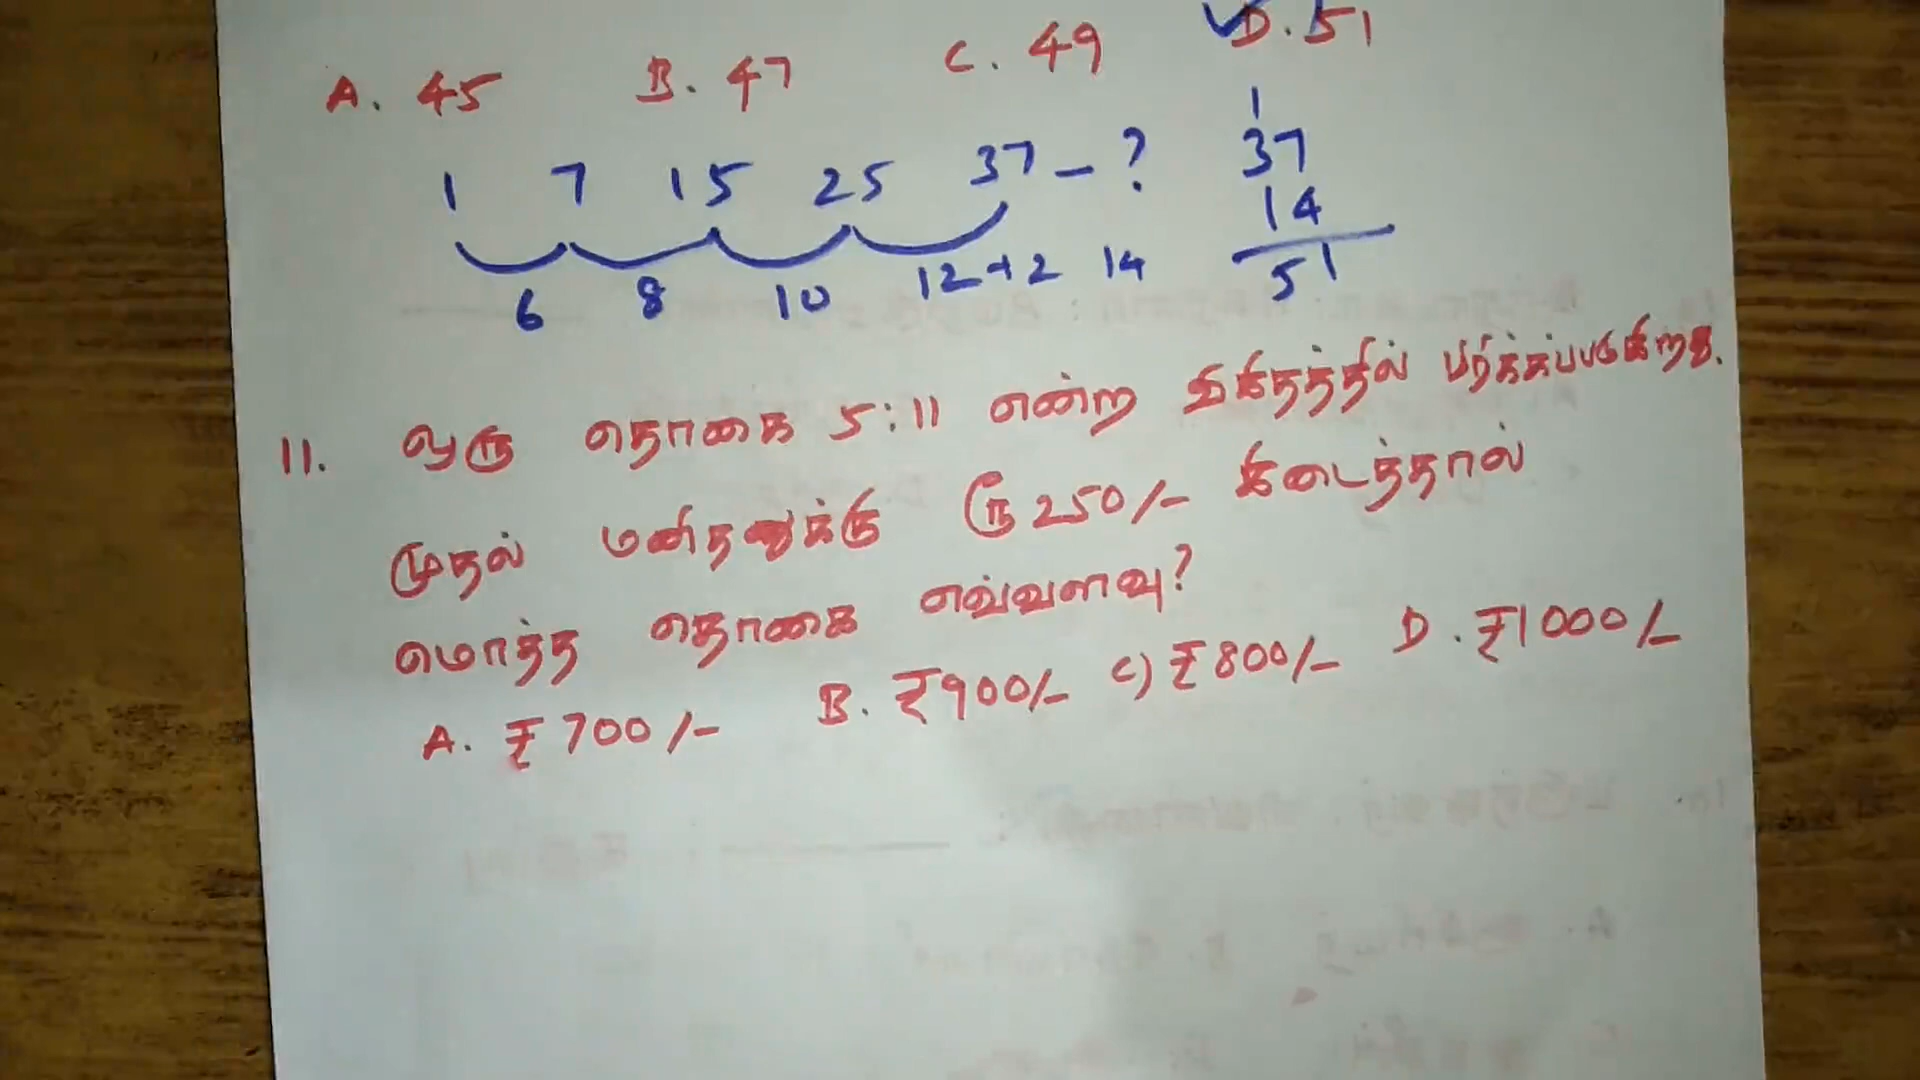 A. 45 B. 47 C. 49 D. 51
1 7 15 25 37 - ?
6 8 10 12+2 14
1
37
14
51
11. ஒரு தொகை 5:11 என்ற விகிதத்தில் பிரிக்கப்படுகிறது.
முதல் மனிதனுக்கு ரூ 250/- கிடைத்தால்
மொத்த தொகை எவ்வளவு?
A. ₹ 700/- B. ₹900/- C) ₹800/- D. ₹1000/-